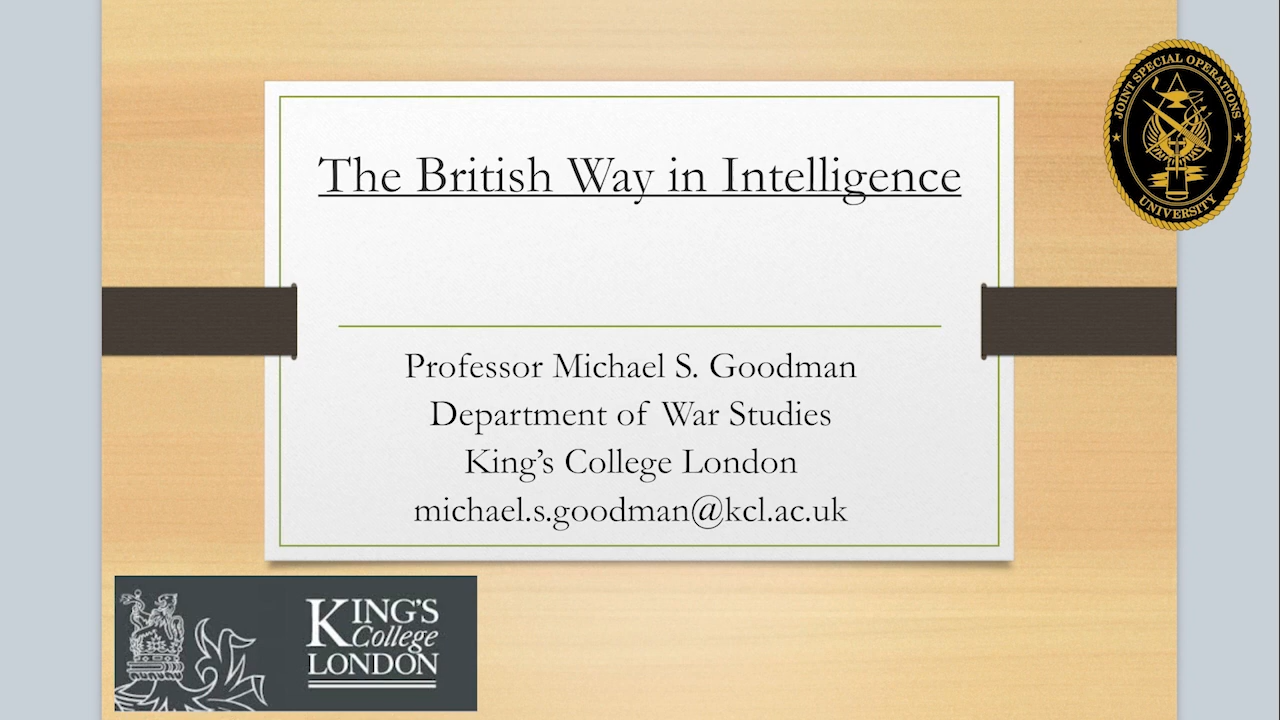 The British Way in Intelligence
Professor Michael S. Goodman
Department of War Studies
King's College London
michael.s.goodman@kcl.ac.uk
JOINT SPECIAL OPERATIONS
UNIVERSITY
KING'S
College
LONDON